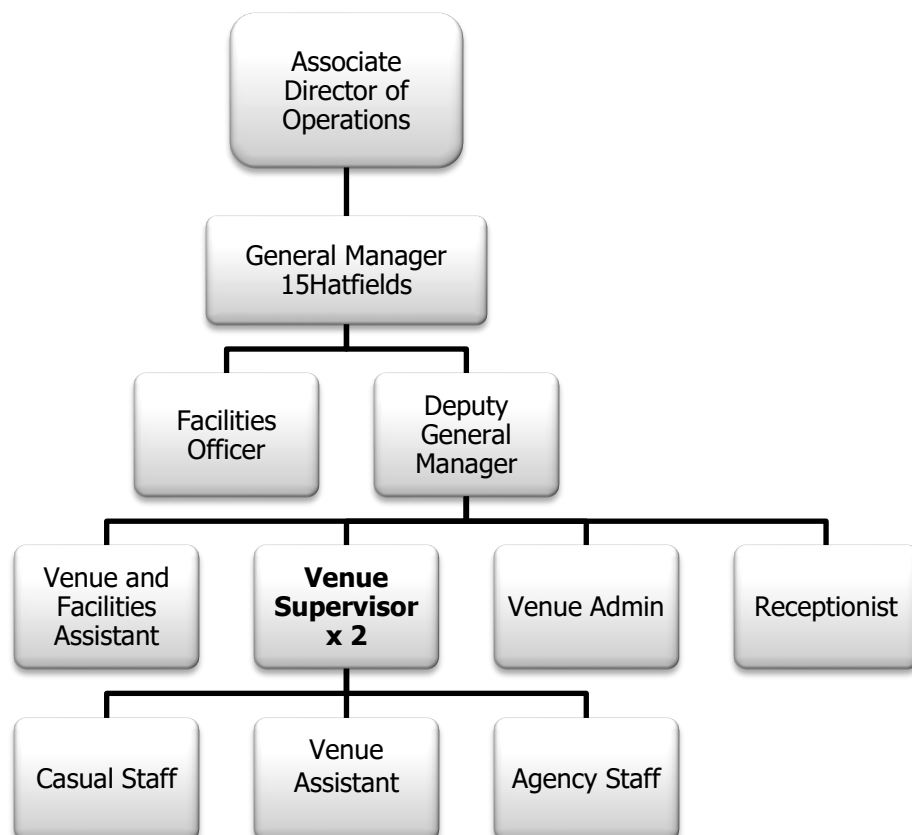 Associate
Director of
Operations
General Manager
15Hatfields
Facilities
Officer
Deputy
General
Manager
Venue and
Facilities
Assistant
Venue
Supervisor
x 2
Venue Admin
Receptionist
Casual Staff
Venue
Assistant
Agency Staff